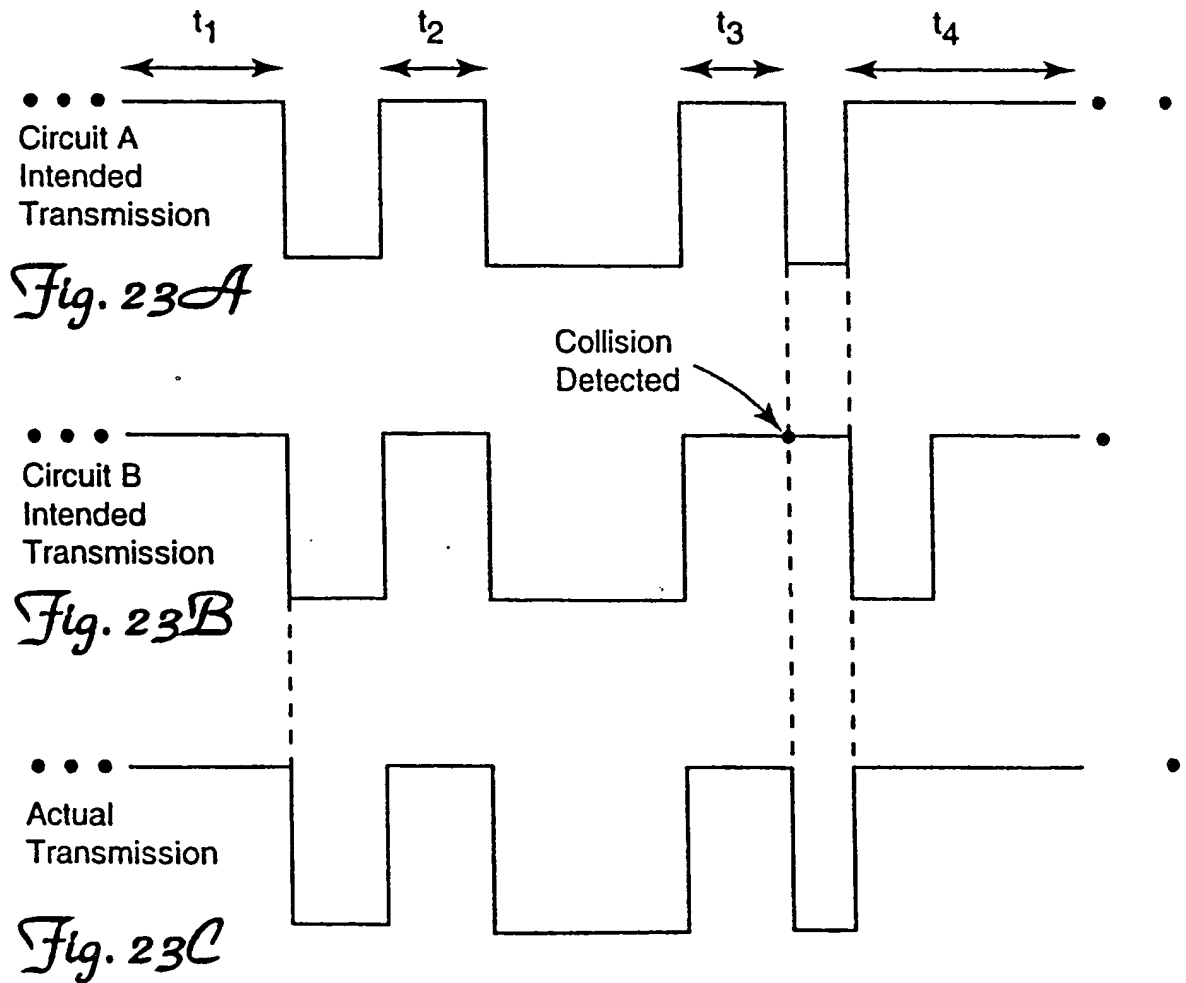 t1 t2 t3 t4
Circuit A
Intended
Transmission
Fig. 23A
Collision
Detected
Circuit B
Intended
Transmission
Fig. 23B
Actual
Transmission
Fig. 23C